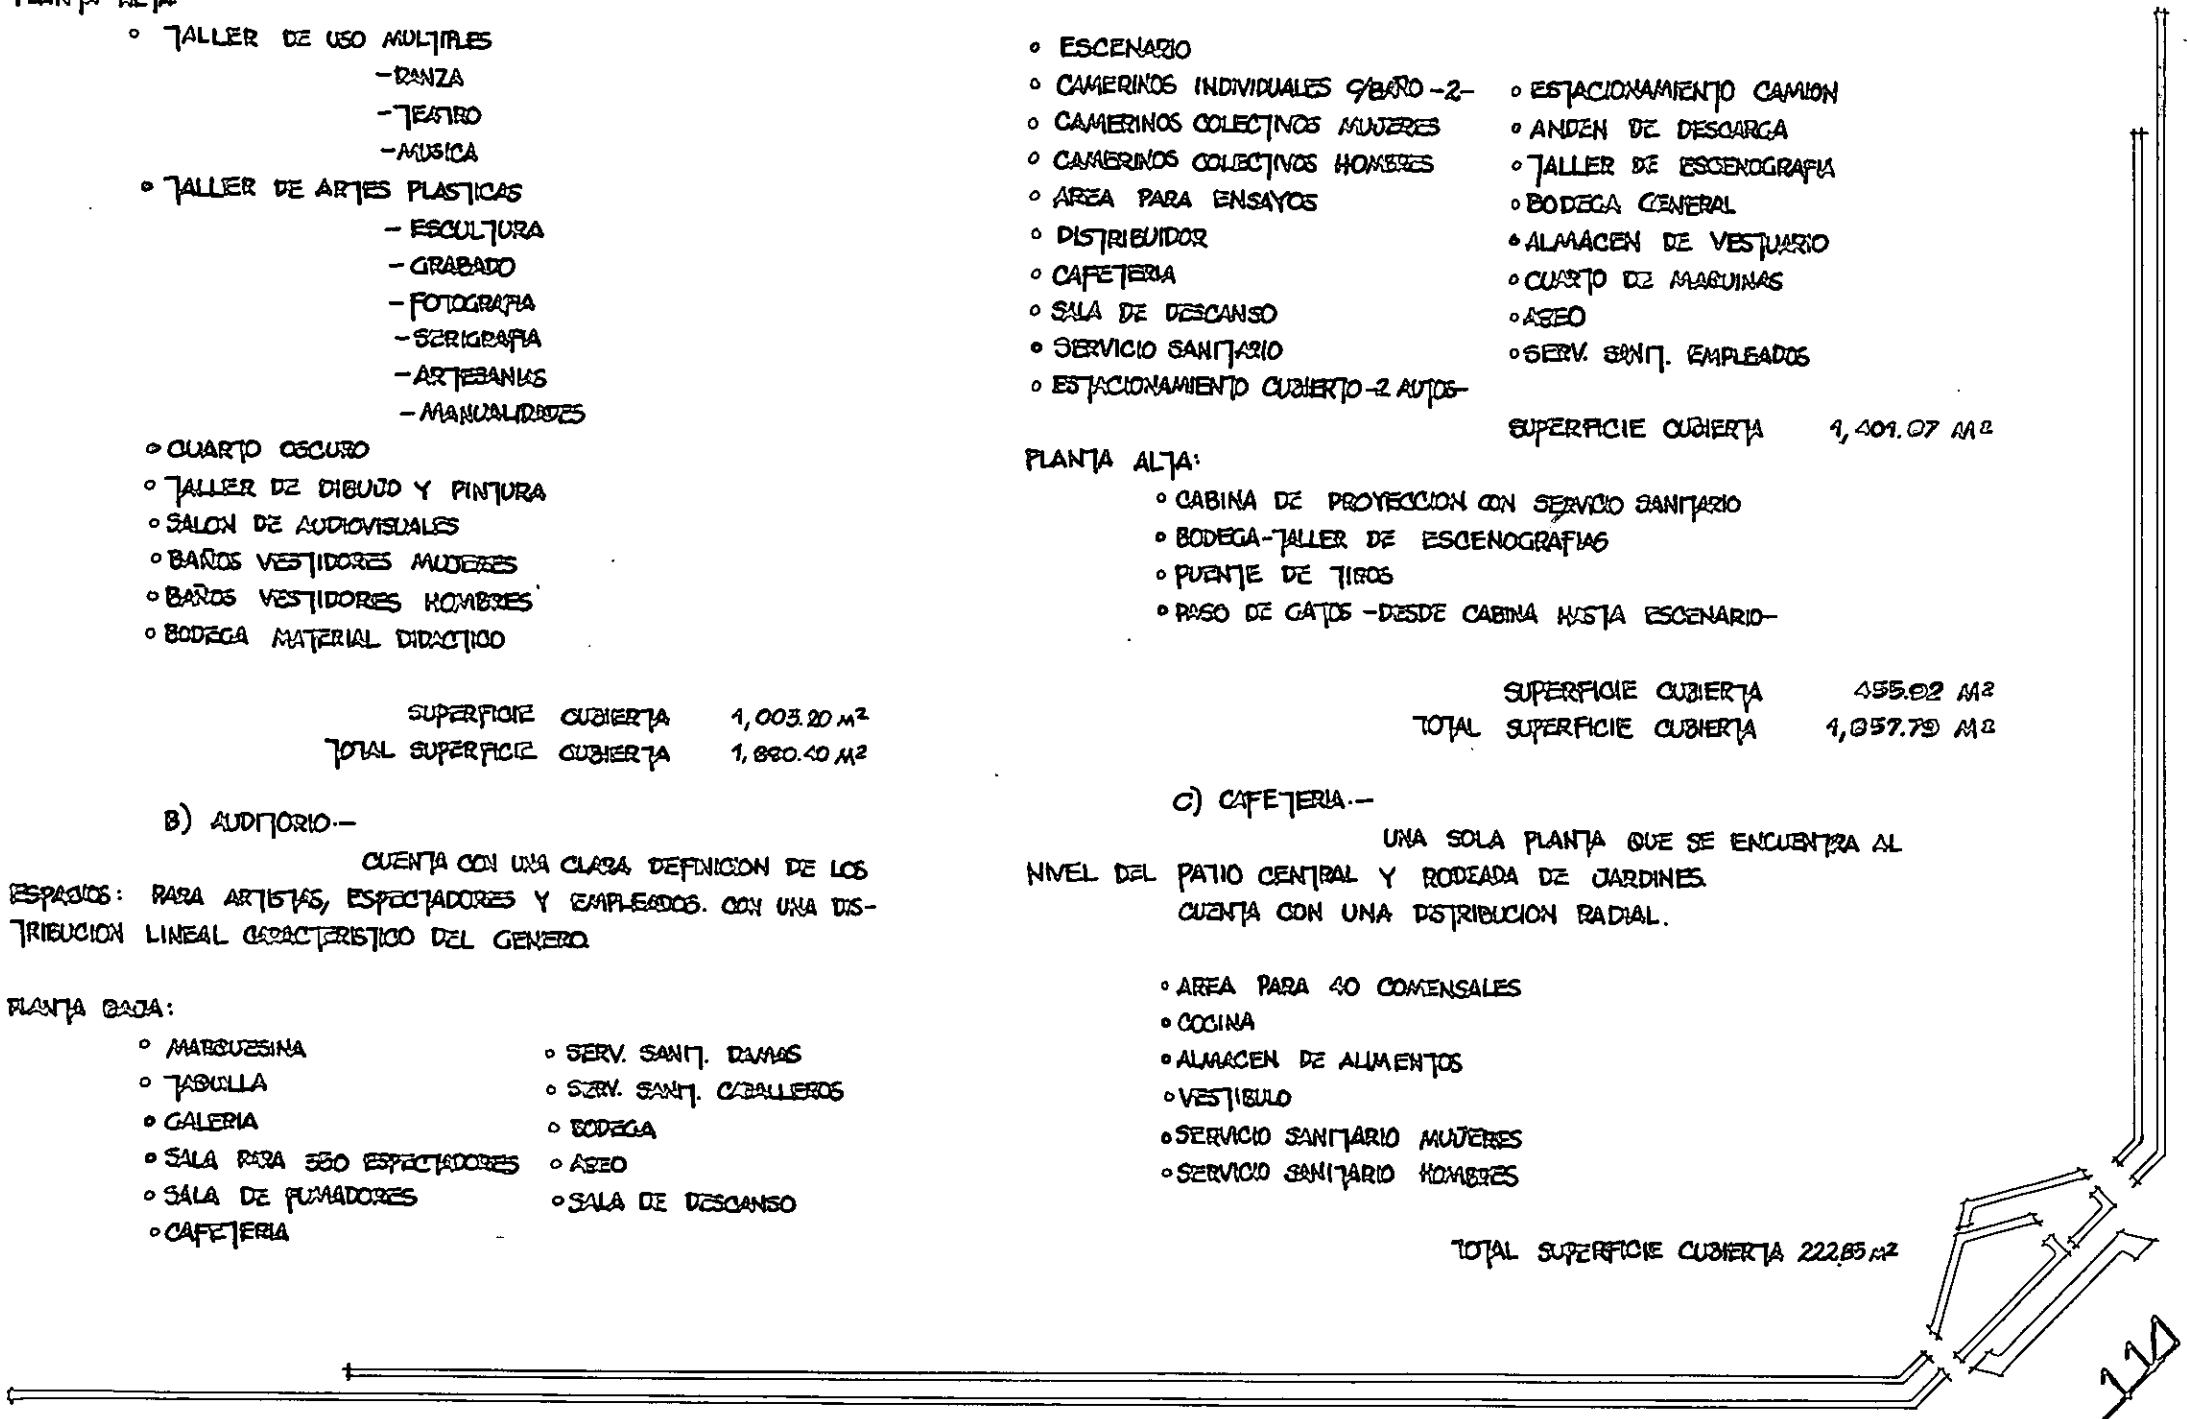 PLANTA ALTA
° TALLER DE USO MULTIPLES
-DANZA
-TEATRO
-MUSICA
° TALLER DE ARTES PLASTICAS
- ESCULTURA
- GRABADO
- FOTOGRAFIA
- SERIGRAFIA
- ARTESANIAS
- MANUALIDADES
° CUARTO OSCURO
° TALLER DE DIBUJO Y PINTURA
° SALON DE AUDIOVISUALES
° BAÑOS VESTIDORES MUJERES
° BAÑOS VESTIDORES HOMBRES
° BODEGA MATERIAL DIDACTICO
SUPERFICIE CUBIERTA 1,003.20 M2
TOTAL SUPERFICIE CUBIERTA 1,880.40 M2
B) AUDITORIO.-
CUENTA CON UNA CLARA DEFINICION DE LOS
ESPACIOS: PARA ARTISTAS, ESPECTADORES Y EMPLEADOS. CON UNA DIS-
TRIBUCION LINEAL CARACTERISTICO DEL GENERO
PLANTA BAJA:
° MARQUESINA
° TAQUILLA
° GALERIA
° SALA PARA ESPECTADORES
° SALA DE FUMADORES
° CAFETERIA
° SERV. SANIT. DAMAS
° SERV. SANIT. CABALLEROS
° BODEGA
° ASEO
° SALA DE DESCANSO
° ESCENARIO
° CAMERINOS INDIVIDUALES C/BAÑO -2-
° CAMERINOS COLECTIVOS MUJERES
° CAMERINOS COLECTIVOS HOMBRES
° AREA PARA ENSAYOS
° DISTRIBUIDOR
° CAFETERIA
° SALA DE DESCANSO
° SERVICIO SANITARIO
° ESTACIONAMIENTO CUBIERTO -2 AUTOS-
° ESTACIONAMIENTO CAMION
° ANDEN DE DESCARGA
° TALLER DE ESCENOGRAFIA
° BODEGA GENERAL
° ALMACEN DE VESTUARIO
° CUARTO DE MAQUINAS
° ASEO
° SERV. SANIT. EMPLEADOS
SUPERFICIE CUBIERTA 1,401.97 M2
PLANTA ALTA:
° CABINA DE PROYECCION CON SERVICIO SANITARIO
° BODEGA-TALLER DE ESCENOGRAFIAS
° PUENTE DE TIROS
° PASO DE GATOS -DESDE CABINA HASTA ESCENARIO-
SUPERFICIE CUBIERTA 455.82 M2
TOTAL SUPERFICIE CUBIERTA 1,857.79 M2
C) CAFETERIA.-
UNA SOLA PLANTA QUE SE ENCUENTRA AL
NIVEL DEL PATIO CENTRAL Y RODEADA DE JARDINES.
CUENTA CON UNA DISTRIBUCION RADIAL.
° AREA PARA 40 COMENSALES
° COCINA
° ALMACEN DE ALIMENTOS
° VESTIBULO
° SERVICIO SANITARIO MUJERES
° SERVICIO SANITARIO HOMBRES
TOTAL SUPERFICIE CUBIERTA 222.85 M2